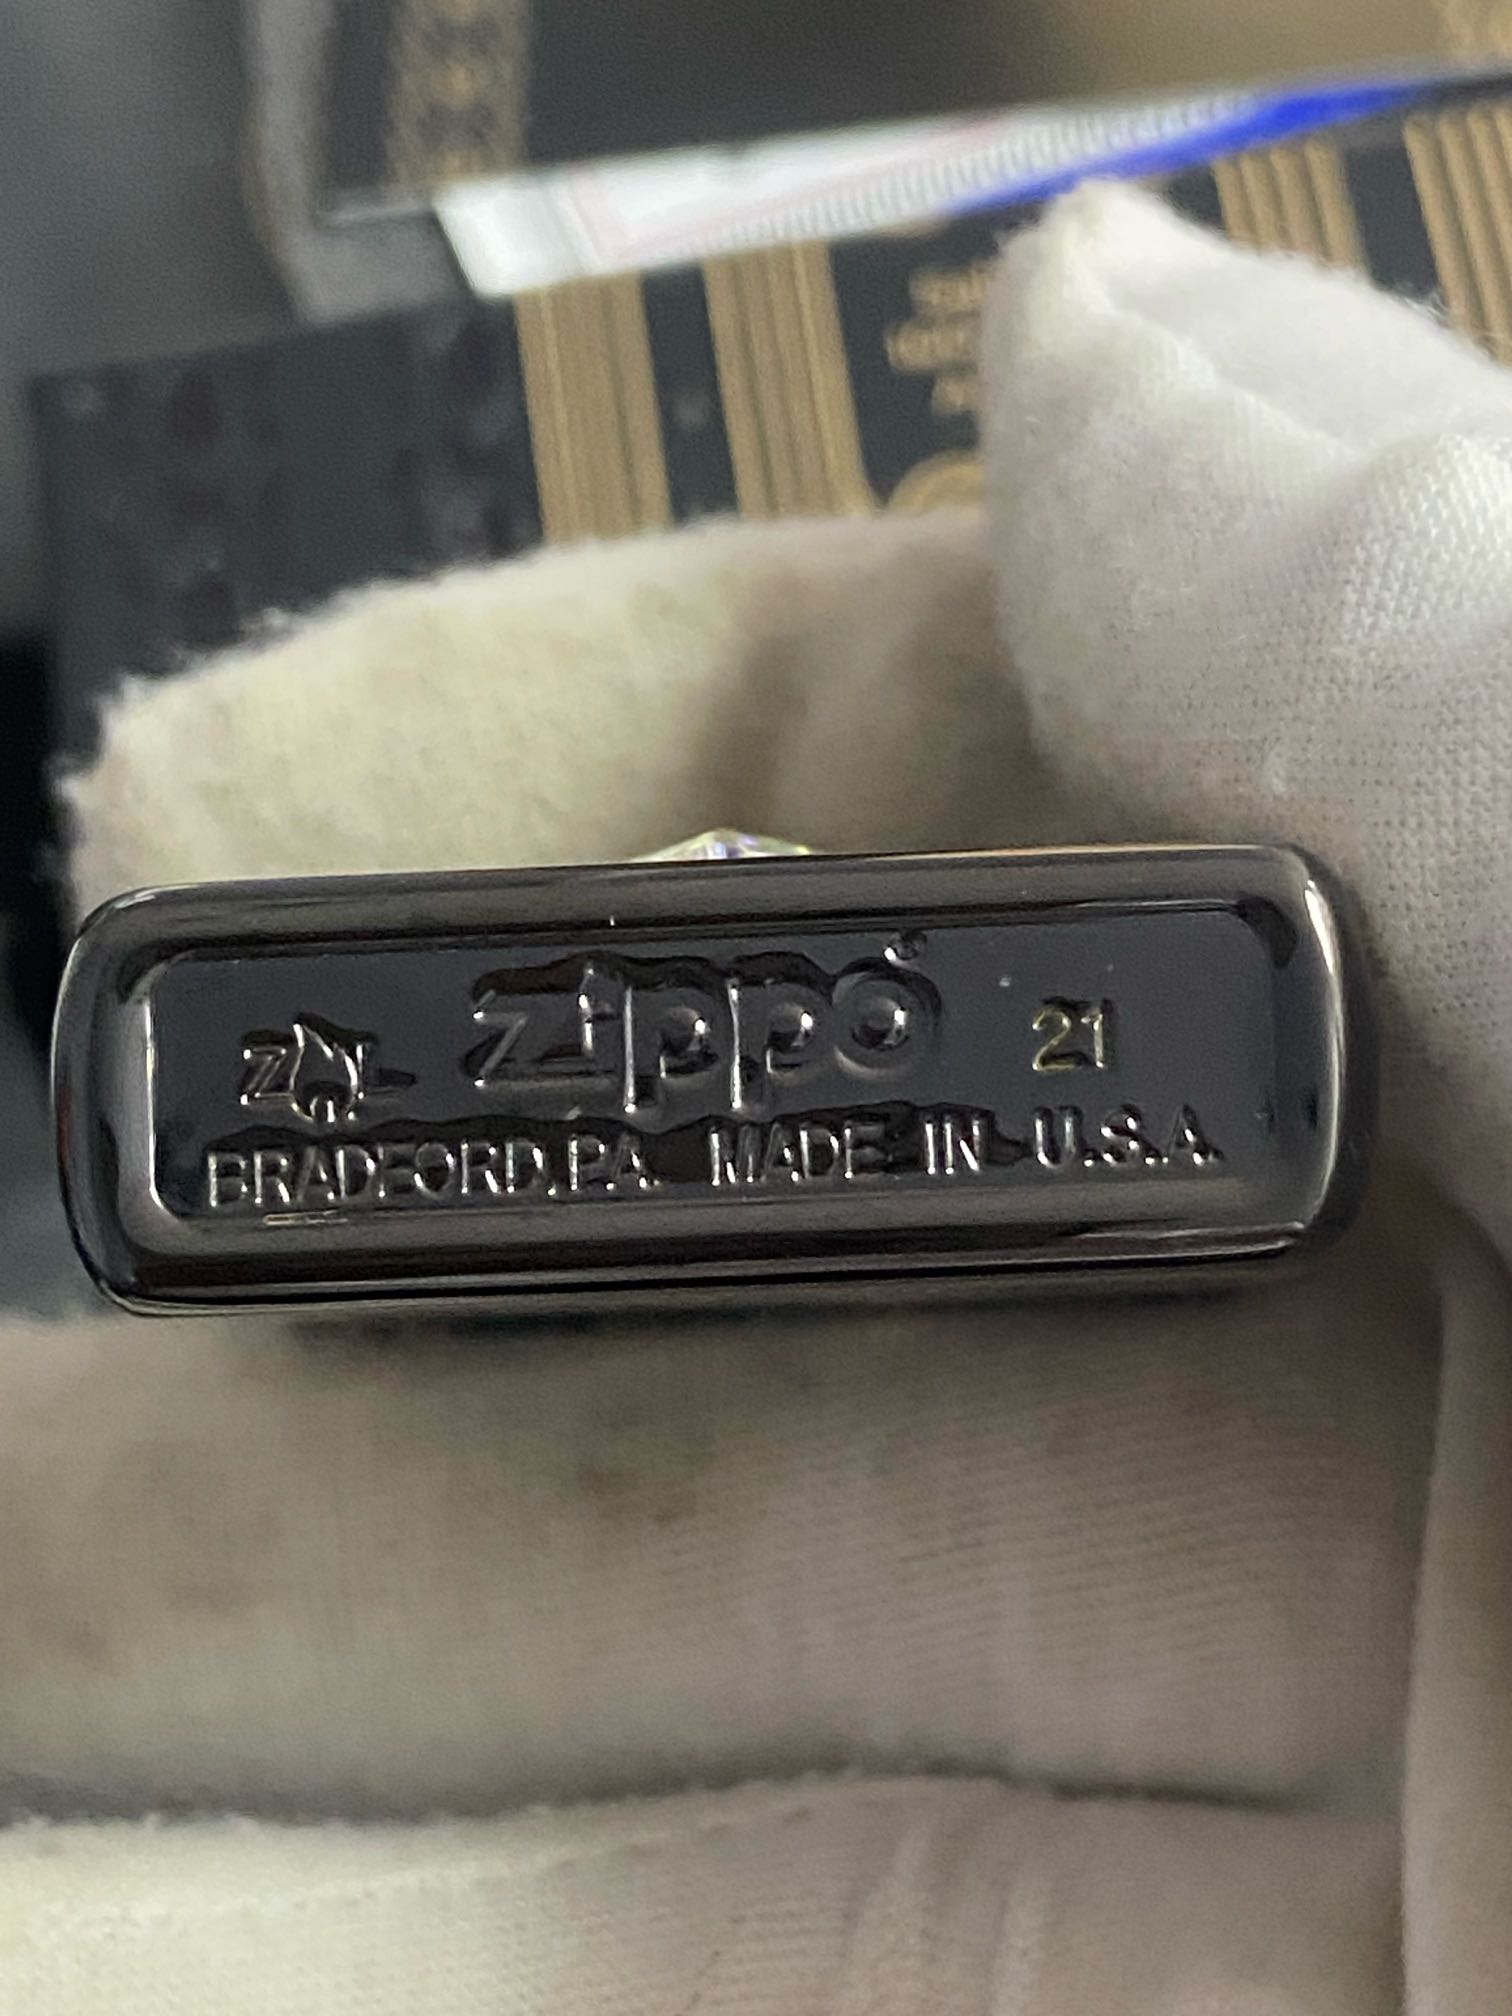 Z L zippo® 21
BRADFORD, PA. MADE IN U.S.A.